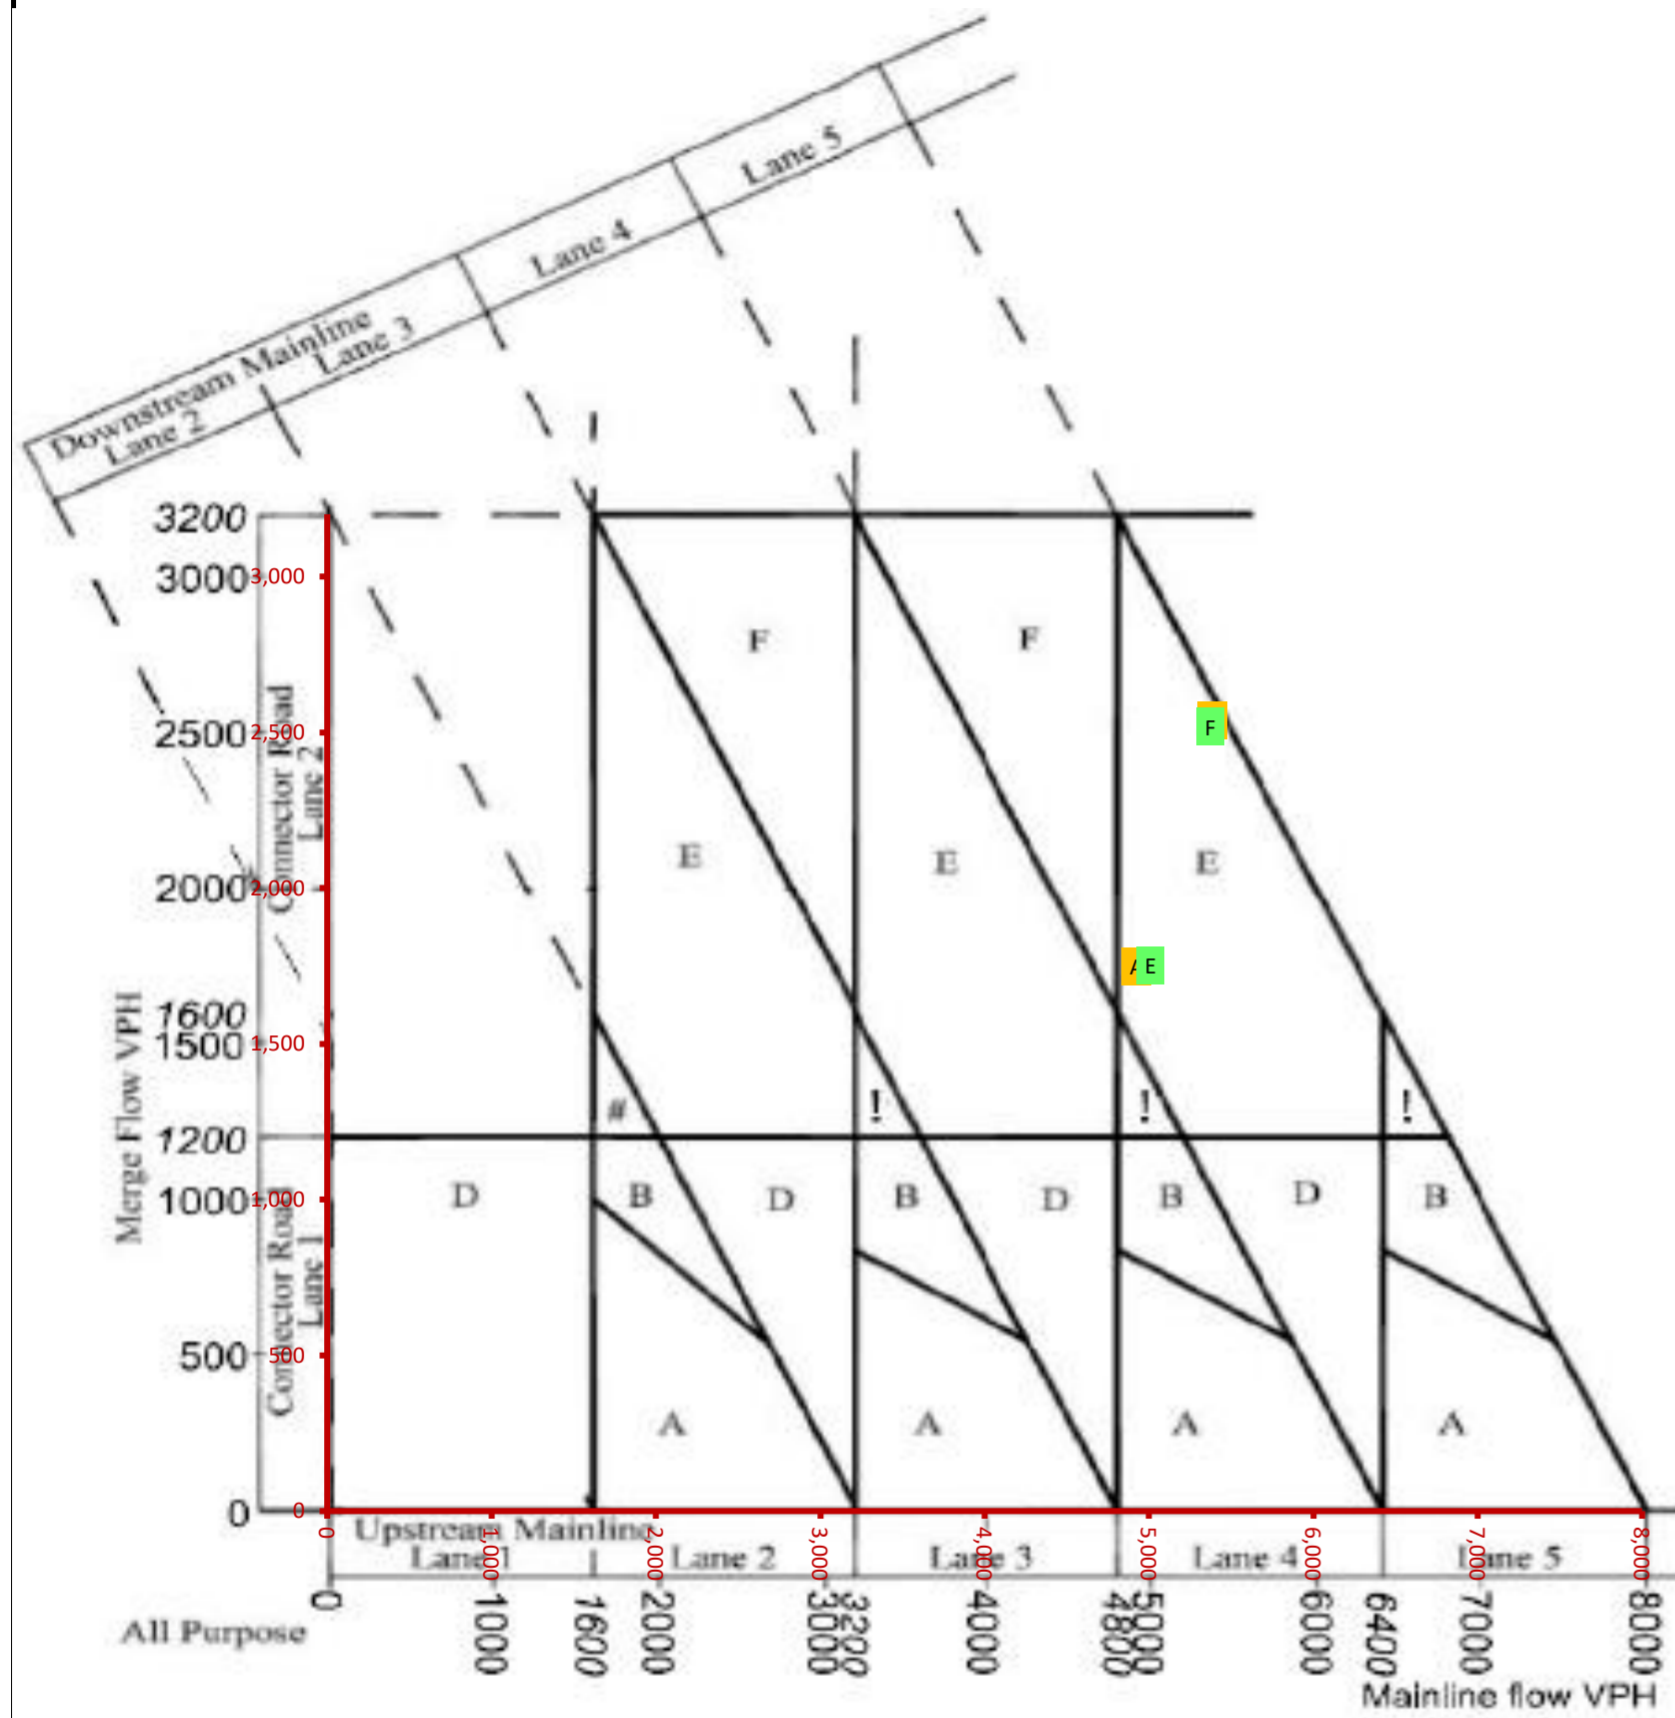 Lane 5
Lane 4
Downstream Mainline
Lane 3
Lane 2
3200
3000
3,000
F
F
2500
2,500
F
Connector Road
Lane 2
E
E
E
2000
2,000
A
E
1600
1500
1,500
Merge Flow VPH
#
!
!
!
1200
1000
1,000
D
B
D
B
D
B
D
B
Connector Road
Lane 1
500
500
A
A
A
A
0
0
Upstream Mainline
Lane 1
Lane 2
Lane 3
Lane 4
Lane 5
0
1,000
2,000
3,000
4,000
5,000
6,000
7,000
8,000
0
1000
1600
2000
3000
3200
4000
4800
5000
6000
6400
7000
8000
All Purpose
Mainline flow VPH